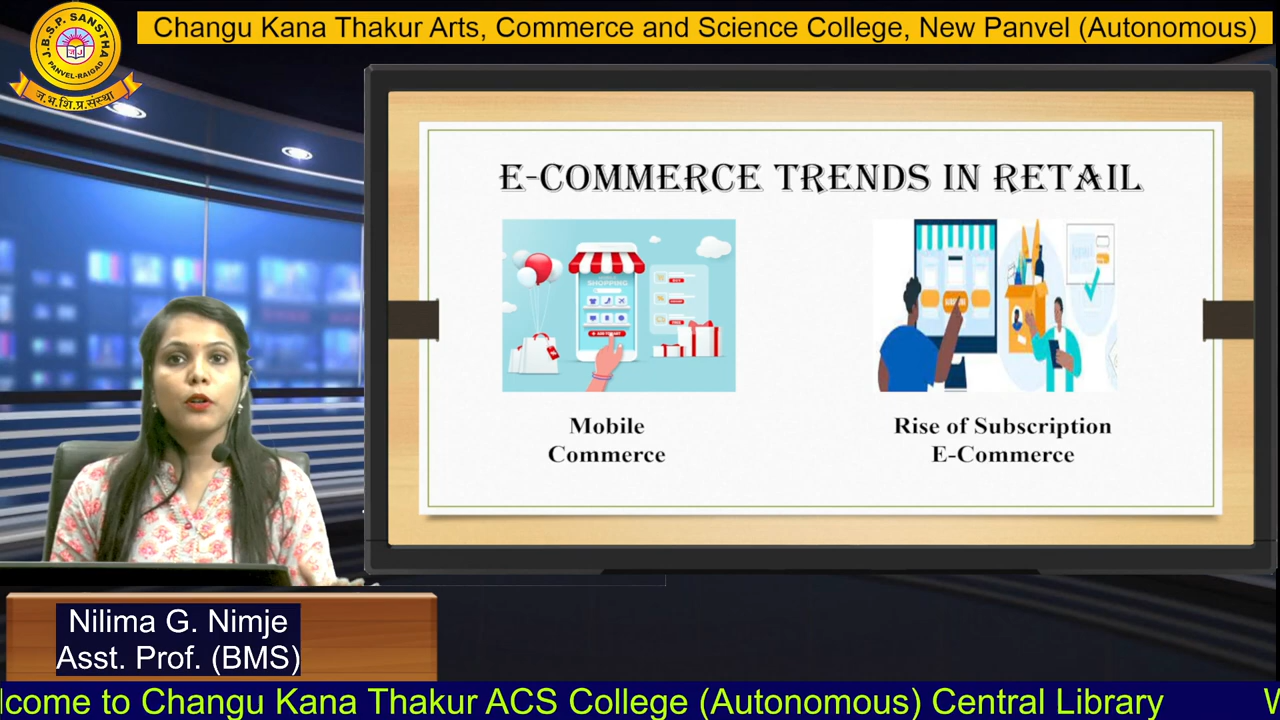 J.B.S.P. SANSTHA
PANVEL-RAIGAD
ज.भ.शि.प्र.संस्था
Changu Kana Thakur Arts, Commerce and Science College, New Panvel (Autonomous)
E-COMMERCE TRENDS IN RETAIL
SHOPPING
Mobile
Commerce
Rise of Subscription
E-Commerce
Nilima G. Nimje
Asst. Prof. (BMS)
lcome to Changu Kana Thakur ACS College (Autonomous) Central Library